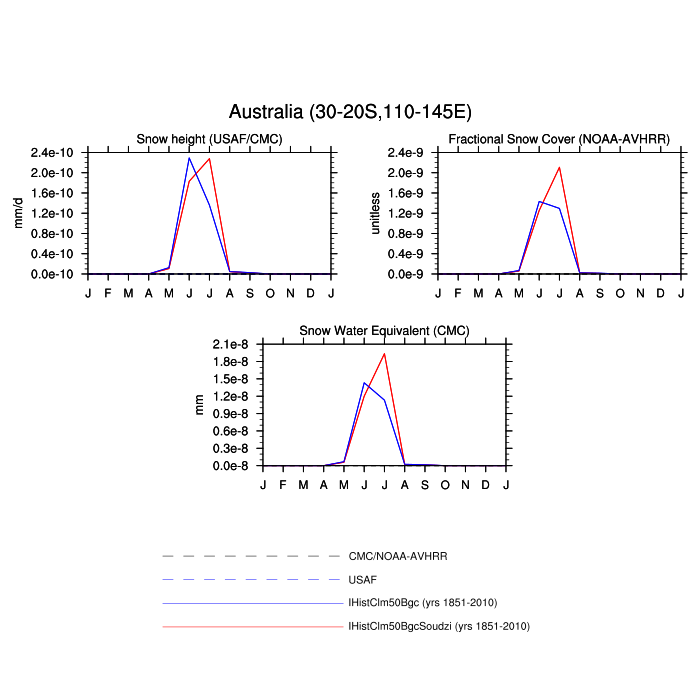 Australia (30-20S,110-145E)
Snow height (USAF/CMC)
2.4e-10
2.0e-10
1.6e-10
1.2e-10
0.8e-10
0.4e-10
0.0e-10
mm/d
J F M A M J J A S O N D J
Fractional Snow Cover (NOAA-AVHRR)
2.4e-9
2.0e-9
1.6e-9
1.2e-9
0.8e-9
0.4e-9
0.0e-9
unitless
J F M A M J J A S O N D J
Snow Water Equivalent (CMC)
2.1e-8
1.8e-8
1.5e-8
1.2e-8
0.9e-8
0.6e-8
0.3e-8
0.0e-8
mm
J F M A M J J A S O N D J
CMC/NOAA-AVHRR
USAF
IHistClm50Bgc (yrs 1851-2010)
IHistClm50BgcSoudzi (yrs 1851-2010)